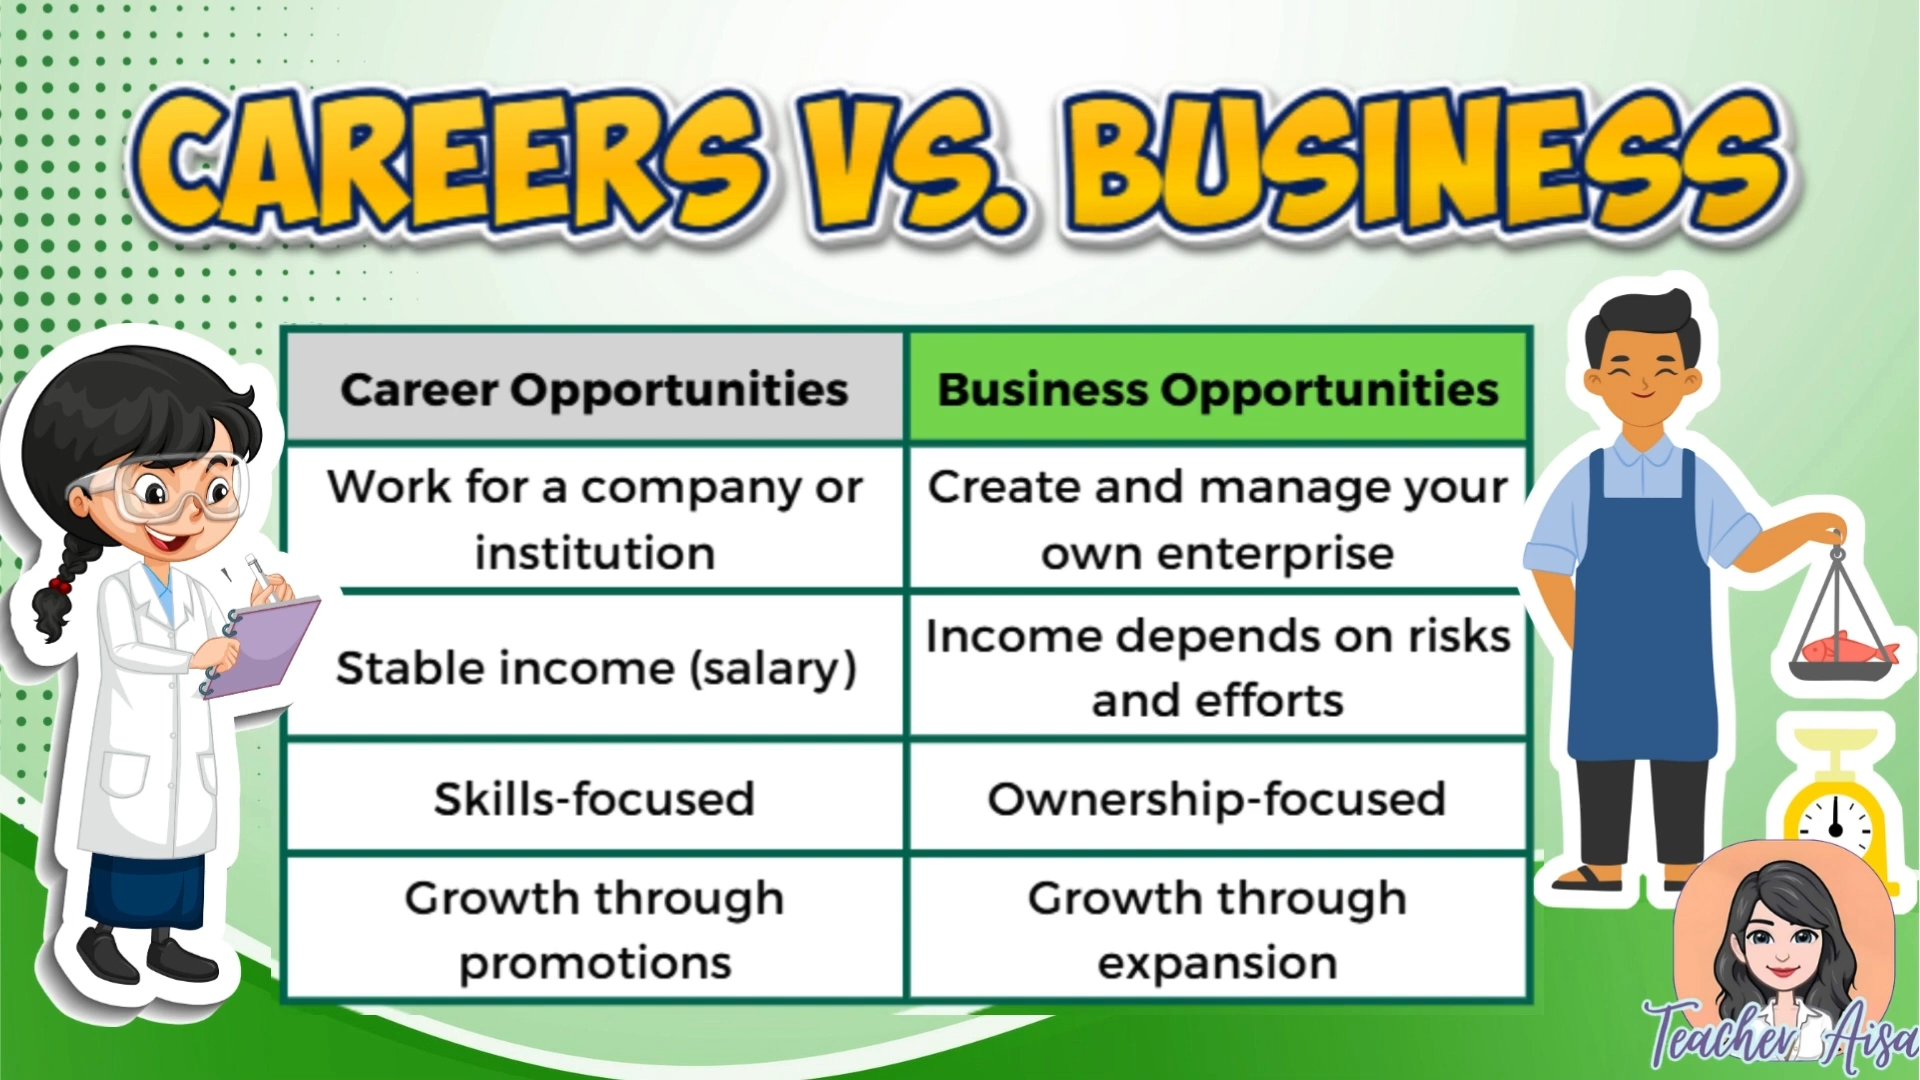 CAREERS VS. BUSINESS
Career Opportunities
Business Opportunities
Work for a company or
institution
Create and manage your
own enterprise
Stable income (salary)
Income depends on risks
and efforts
Skills-focused
Ownership-focused
Growth through
promotions
Growth through
expansion
Teacher Aisa